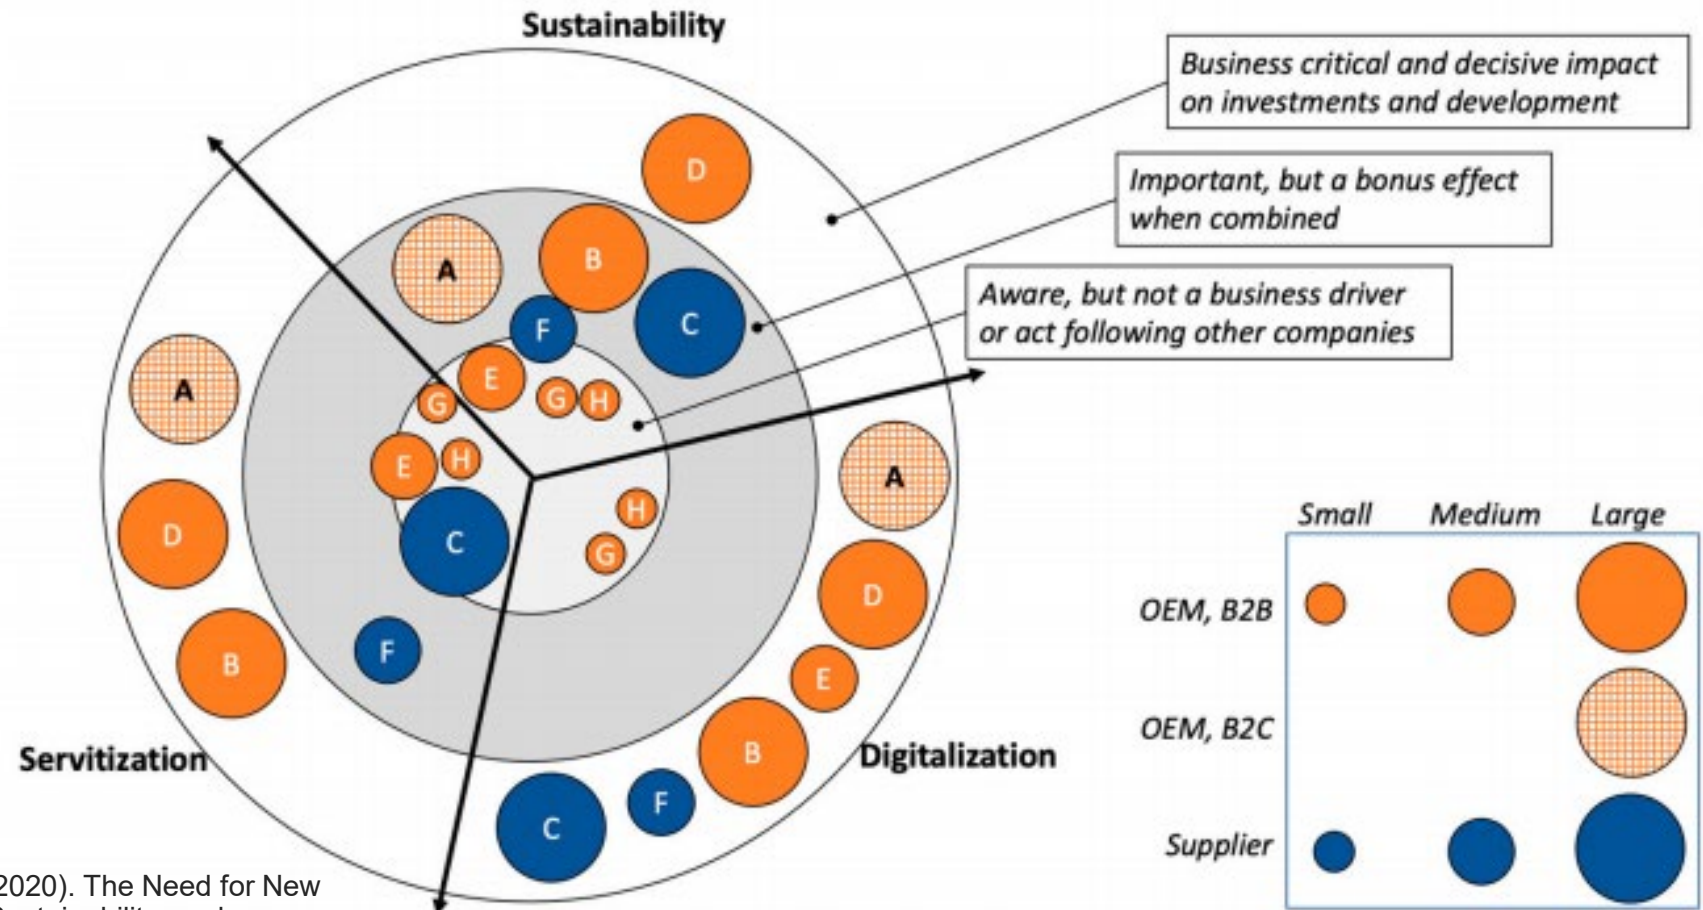 Sustainability
Business critical and decisive impact
on investments and development
D
Important, but a bonus effect
when combined
A
B
F
C
Aware, but not a business driver
or act following other companies
E
G
G
H
A
E
H
A
D
C
H
G
Small
Medium
Large
D
OEM, B2B
B
F
E
OEM, B2C
Servitization
B
Digitalization
C
F
Supplier
2020). The Need for New